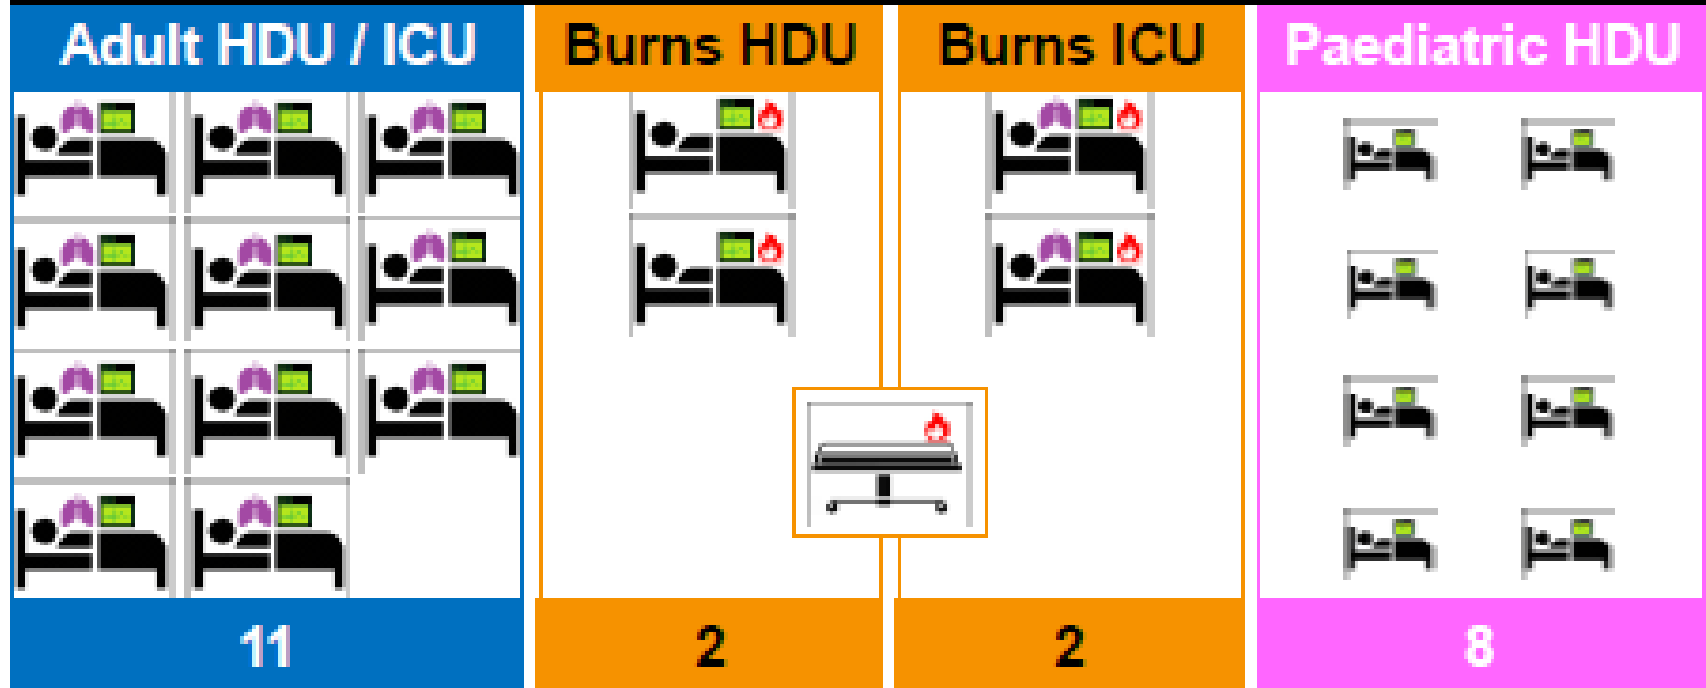 Adult HDU / ICU
Burns HDU
Burns ICU
Paediatric HDU
11
2
2
8